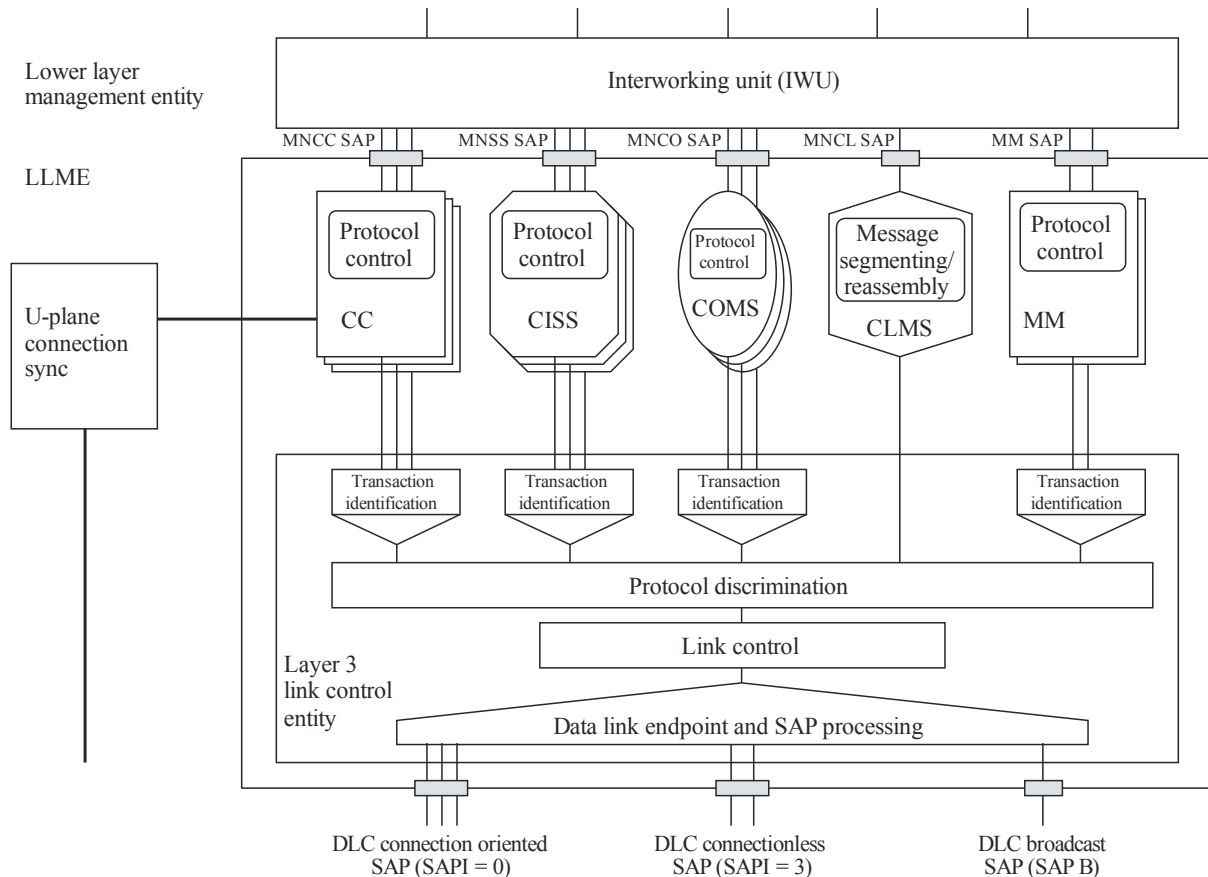 Lower layer
management entity
Interworking unit (IWU)
MNCC SAP
MNSS SAP
MNCO SAP
MNCL SAP
MM SAP
LLME
Protocol
control
CC
Protocol
control
CISS
Protocol
control
COMS
Message
segmenting/
reassembly
CLMS
Protocol
control
MM
U-plane
connection
sync
Transaction
identification
Transaction
identification
Transaction
identification
Transaction
identification
Protocol discrimination
Link control
Layer 3
link control
entity
Data link endpoint and SAP processing
DLC connection oriented
SAP (SAPI = 0)
DLC connectionless
SAP (SAPI = 3)
DLC broadcast
SAP (SAP B)